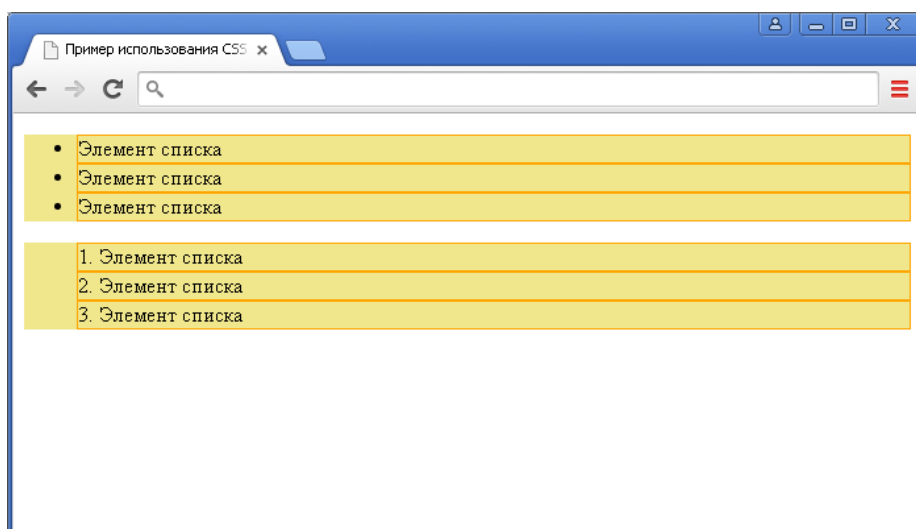 Пример использования CSS
• Элемент списка
• Элемент списка
• Элемент списка
1. Элемент списка
2. Элемент списка
3. Элемент списка